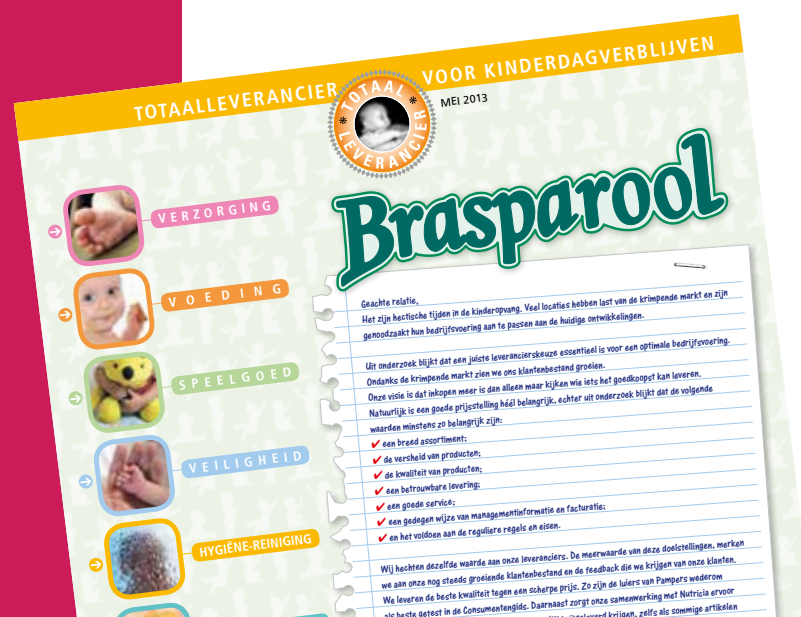 TOTAALLEVERANCIER VOOR KINDERDAGVERBLIJVEN
TOTAAL LEVERANCIER
MEI 2013
Brasparool
VERZORGING
VOEDING
SPEELGOED
VEILIGHEID
HYGIËNE-REINIGING
Geachte relatie,
Het zijn hectische tijden in de kinderopvang. Veel locaties hebben last van de krimpende markt en zijn
genoodzaakt hun bedrijfsvoering aan te passen aan de huidige ontwikkelingen.
Uit onderzoek blijkt dat een juiste leverancierskeuze essentieel is voor een optimale bedrijfsvoering.
Ondanks de krimpende markt zien we ons klantenbestand groeien.
Onze visie is dat inkopen meer is dan alleen maar kijken wie iets het goedkoopst kan leveren.
Natuurlijk is een goede prijsstelling héél belangrijk, echter uit onderzoek blijkt dat de volgende
waarden minstens zo belangrijk zijn:
✔ een breed assortiment;
✔ de versheid van producten;
✔ de kwaliteit van producten;
✔ een betrouwbare levering;
✔ een goede service;
✔ een gedegen wijze van managementinformatie en facturatie;
✔ en het voldoen aan de reguliere regels en eisen.
Wij hechten dezelfde waarde aan onze leveranciers. De meerwaarde van deze doelstellingen, merken
we aan onze nog steeds groeiende klantenbestand en de feedback die we krijgen van onze klanten.
We leveren de beste kwaliteit tegen een scherpe prijs. Zo zijn de luiers van Pampers wederom
als beste getest in de Consumentengids. Daarnaast zorgt onze samenwerking met Nutricia ervoor
krijgen, zelfs als sommige artikelen